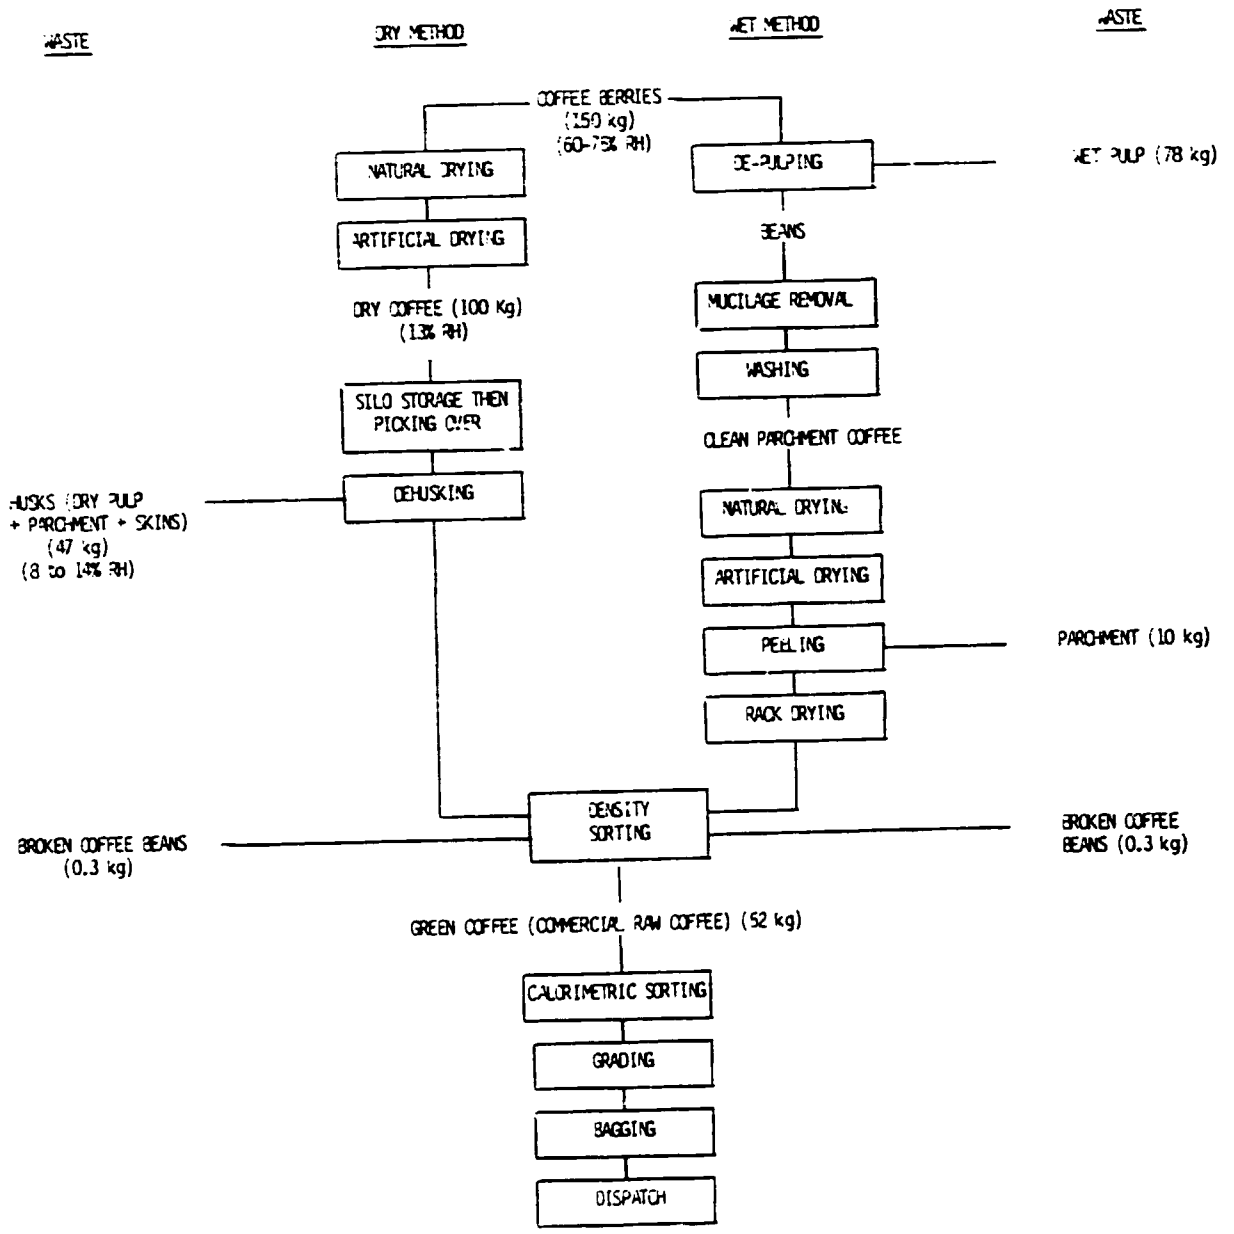 WASTE
DRY METHOD
WET METHOD
WASTE
COFFEE BERRIES
(150 kg)
(60-75% RH)
NATURAL DRYING
ARTIFICIAL DRYING
DRY COFFEE (100 Kg)
(13% RH)
SILO STORAGE THEN
PICKING OVER
DEHUSKING
HUSKS (DRY PULP
+ PARCHMENT + SKINS)
(47 kg)
(8 to 14% RH)
DE-PULPING
WET PULP (78 kg)
BEANS
MUCILAGE REMOVAL
WASHING
CLEAN PARCHMENT COFFEE
NATURAL DRYING
ARTIFICIAL DRYING
PEELING
PARCHMENT (10 kg)
RACK DRYING
DENSITY
SORTING
BROKEN COFFEE BEANS
(0.3 kg)
BROKEN COFFEE
BEANS (0.3 kg)
GREEN COFFEE (COMMERCIAL RAW COFFEE) (52 kg)
CALORIMETRIC SORTING
GRADING
BAGGING
DISPATCH